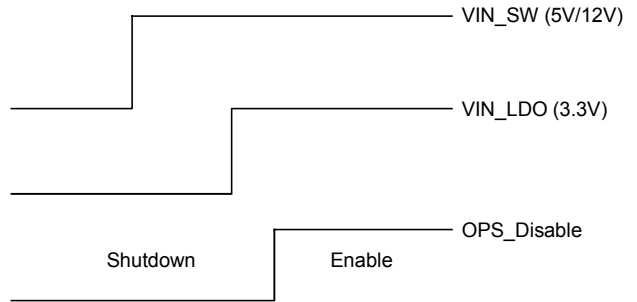 VIN_SW (5V/12V)
VIN_LDO (3.3V)
OPS_Disable
Shutdown Enable